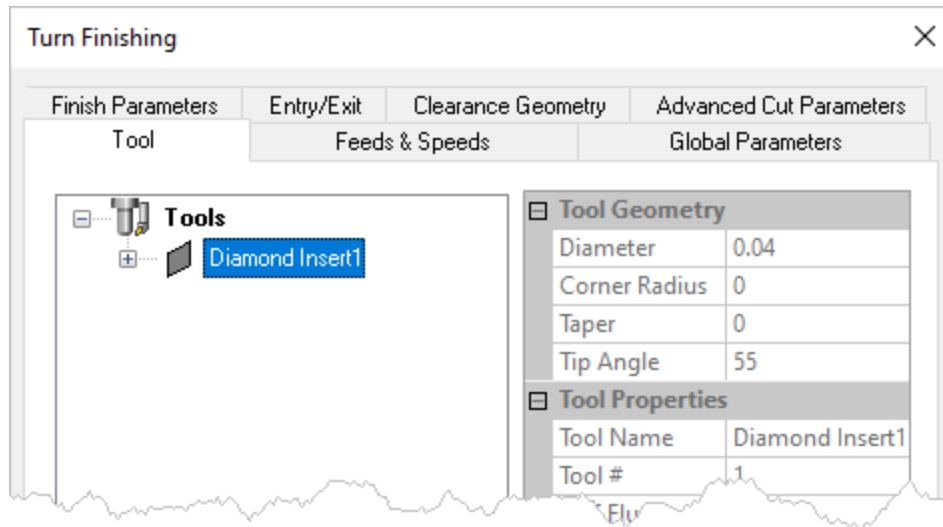 Turn Finishing
Finish Parameters Entry/Exit Clearance Geometry Advanced Cut Parameters
Tool Feeds & Speeds Global Parameters
Tools
Diamond Insert1
Tool Geometry
Diameter 0.04
Corner Radius 0
Taper 0
Tip Angle 55
Tool Properties
Tool Name Diamond Insert1
Tool # 1